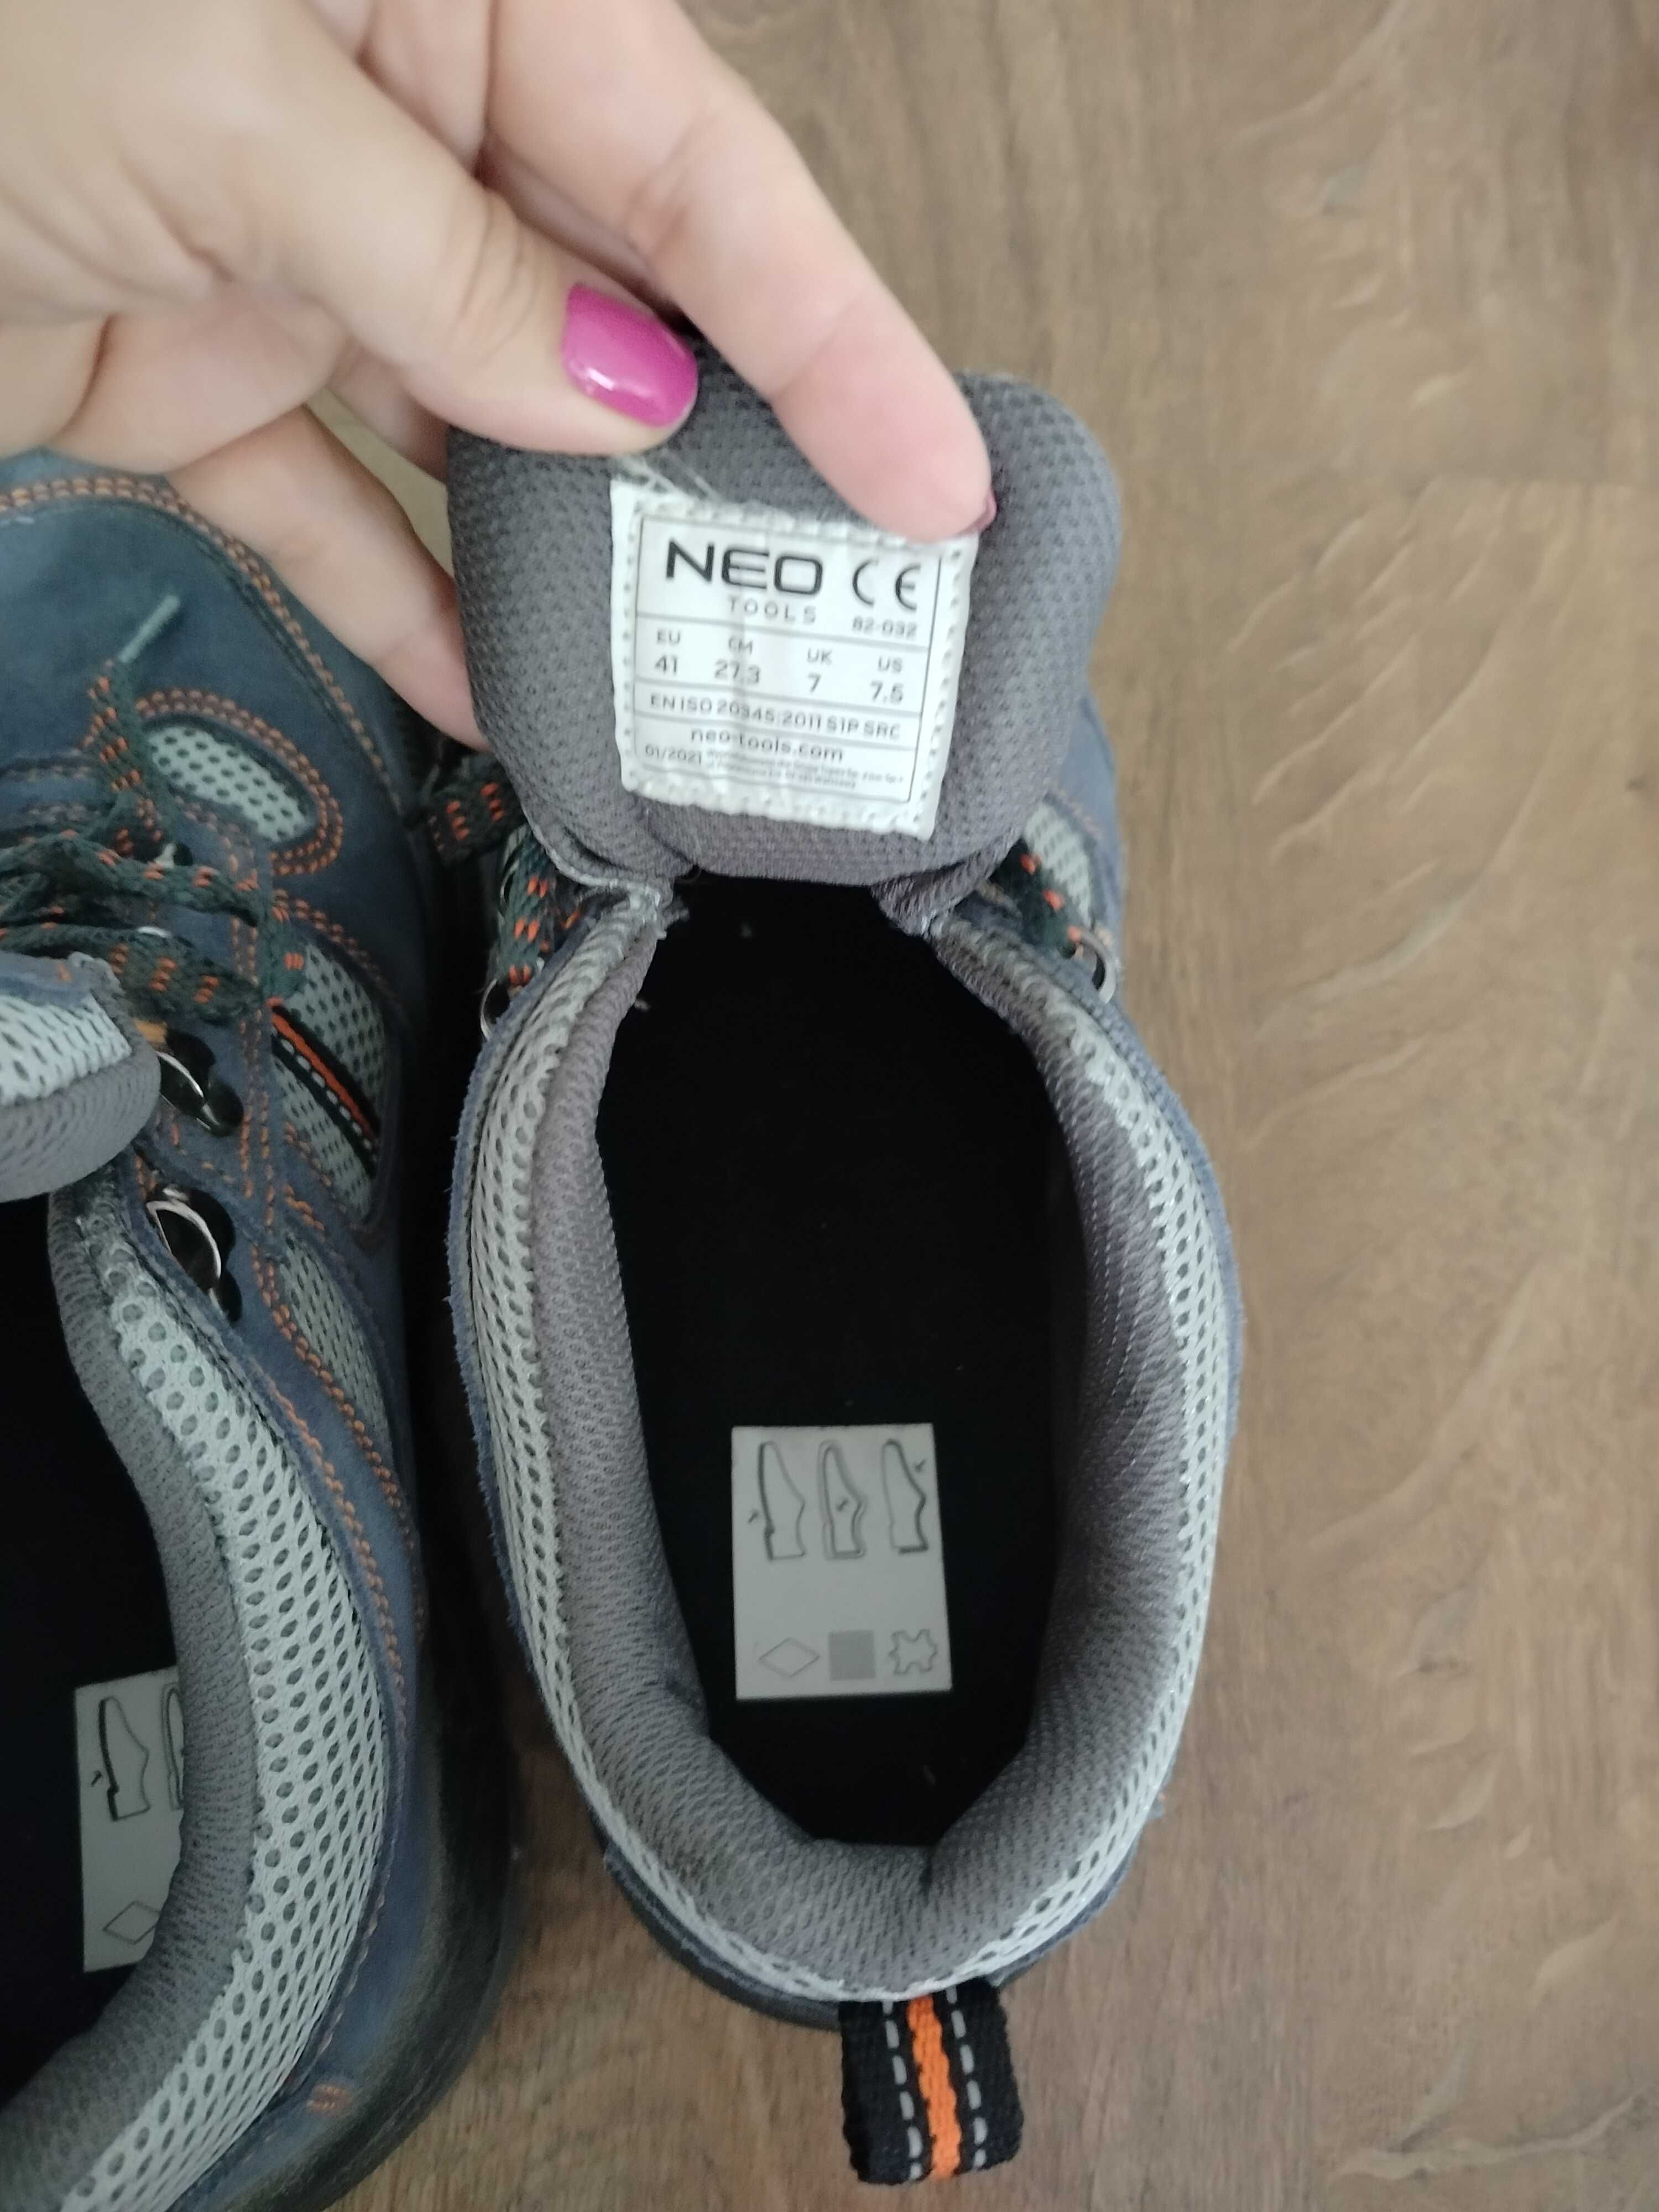 NEO CE
TOOLS 82-032
EU CM UK US
41 27.3 7 7.5
EN ISO 20345:2011 S1P SRC
neo-tools.com
01/2021